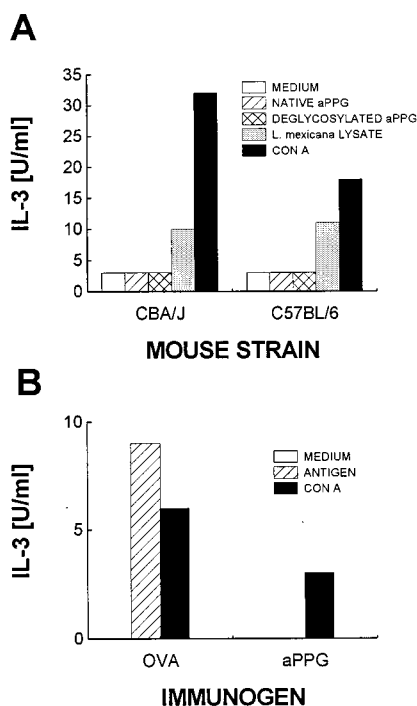 A
IL-3 [U/ml]
35
30
25
20
15
10
5
0
MEDIUM
NATIVE aPPG
DEGLYCOSYLATED aPPG
L. mexicana LYSATE
CON A
CBA/J
C57BL/6
MOUSE STRAIN
B
IL-3 [U/ml]
10
5
0
MEDIUM
ANTIGEN
CON A
OVA
aPPG
IMMUNOGEN